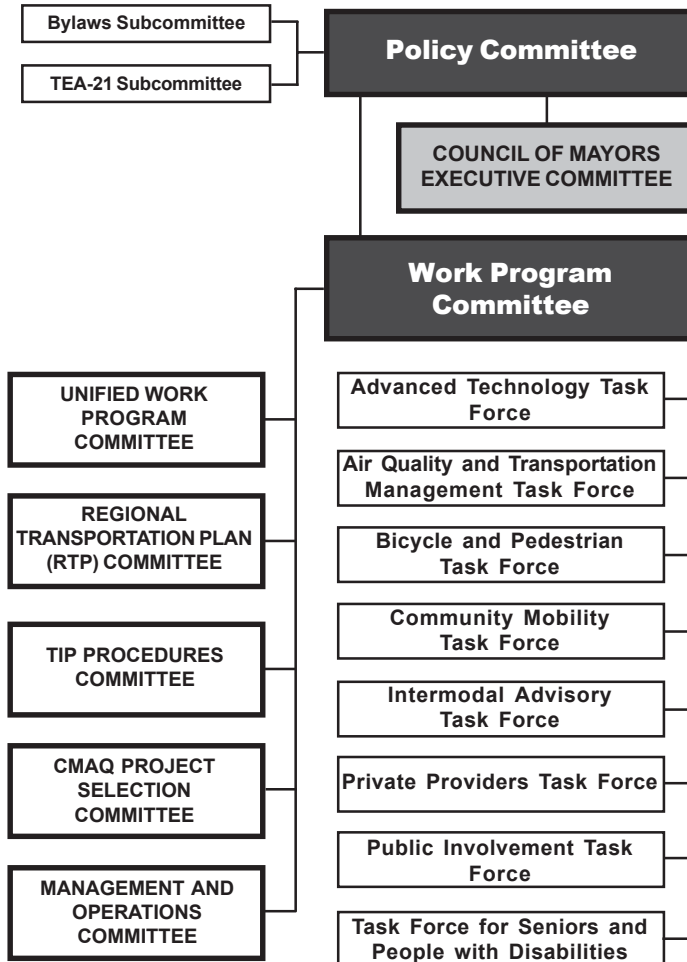 Bylaws Subcommittee
TEA-21 Subcommittee
Policy Committee
COUNCIL OF MAYORS
EXECUTIVE COMMITTEE
Work Program
Committee
UNIFIED WORK
PROGRAM
COMMITTEE
REGIONAL
TRANSPORTATION PLAN
(RTP) COMMITTEE
TIP PROCEDURES
COMMITTEE
CMAQ PROJECT
SELECTION
COMMITTEE
MANAGEMENT AND
OPERATIONS
COMMITTEE
Advanced Technology Task
Force
Air Quality and Transportation
Management Task Force
Bicycle and Pedestrian
Task Force
Community Mobility
Task Force
Intermodal Advisory
Task Force
Private Providers Task Force
Public Involvement Task
Force
Task Force for Seniors and
People with Disabilities